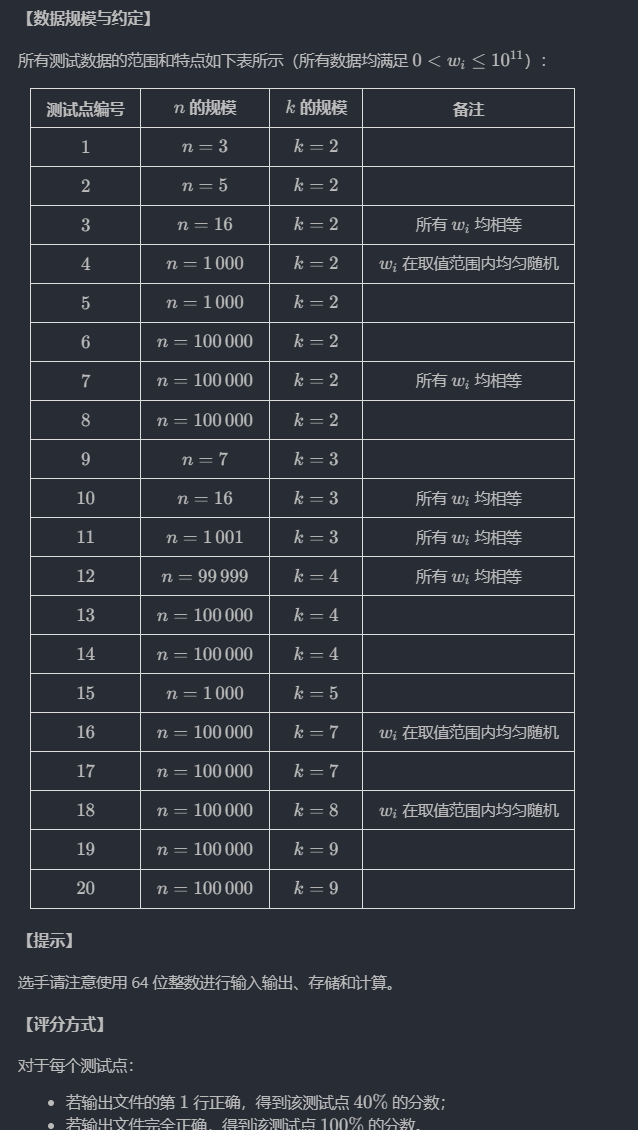 【数据规模与约定】
所有测试数据的范围和特点如下表所示（所有数据均满足 0 < w_i ≤ 10^11）：
测试点编号 n 的规模 k 的规模 备注
1 n = 3 k = 2
2 n = 5 k = 2
3 n = 16 k = 2 所有 w_i 均相等
4 n = 1 000 k = 2 w_i 在取值范围内均匀随机
5 n = 1 000 k = 2
6 n = 100 000 k = 2
7 n = 100 000 k = 2 所有 w_i 均相等
8 n = 100 000 k = 2
9 n = 7 k = 3
10 n = 16 k = 3 所有 w_i 均相等
11 n = 1 001 k = 3 所有 w_i 均相等
12 n = 99 999 k = 4 所有 w_i 均相等
13 n = 100 000 k = 4
14 n = 100 000 k = 4
15 n = 1 000 k = 5
16 n = 100 000 k = 7 w_i 在取值范围内均匀随机
17 n = 100 000 k = 7
18 n = 100 000 k = 8 w_i 在取值范围内均匀随机
19 n = 100 000 k = 9
20 n = 100 000 k = 9
【提示】
选手请注意使用 64 位整数进行输入输出、存储和计算。
【评分方式】
对于每个测试点：
• 若输出文件的第 1 行正确，得到该测试点 40% 的分数；
• 若输出文件完全正确，得到该测试点 100% 的分数。